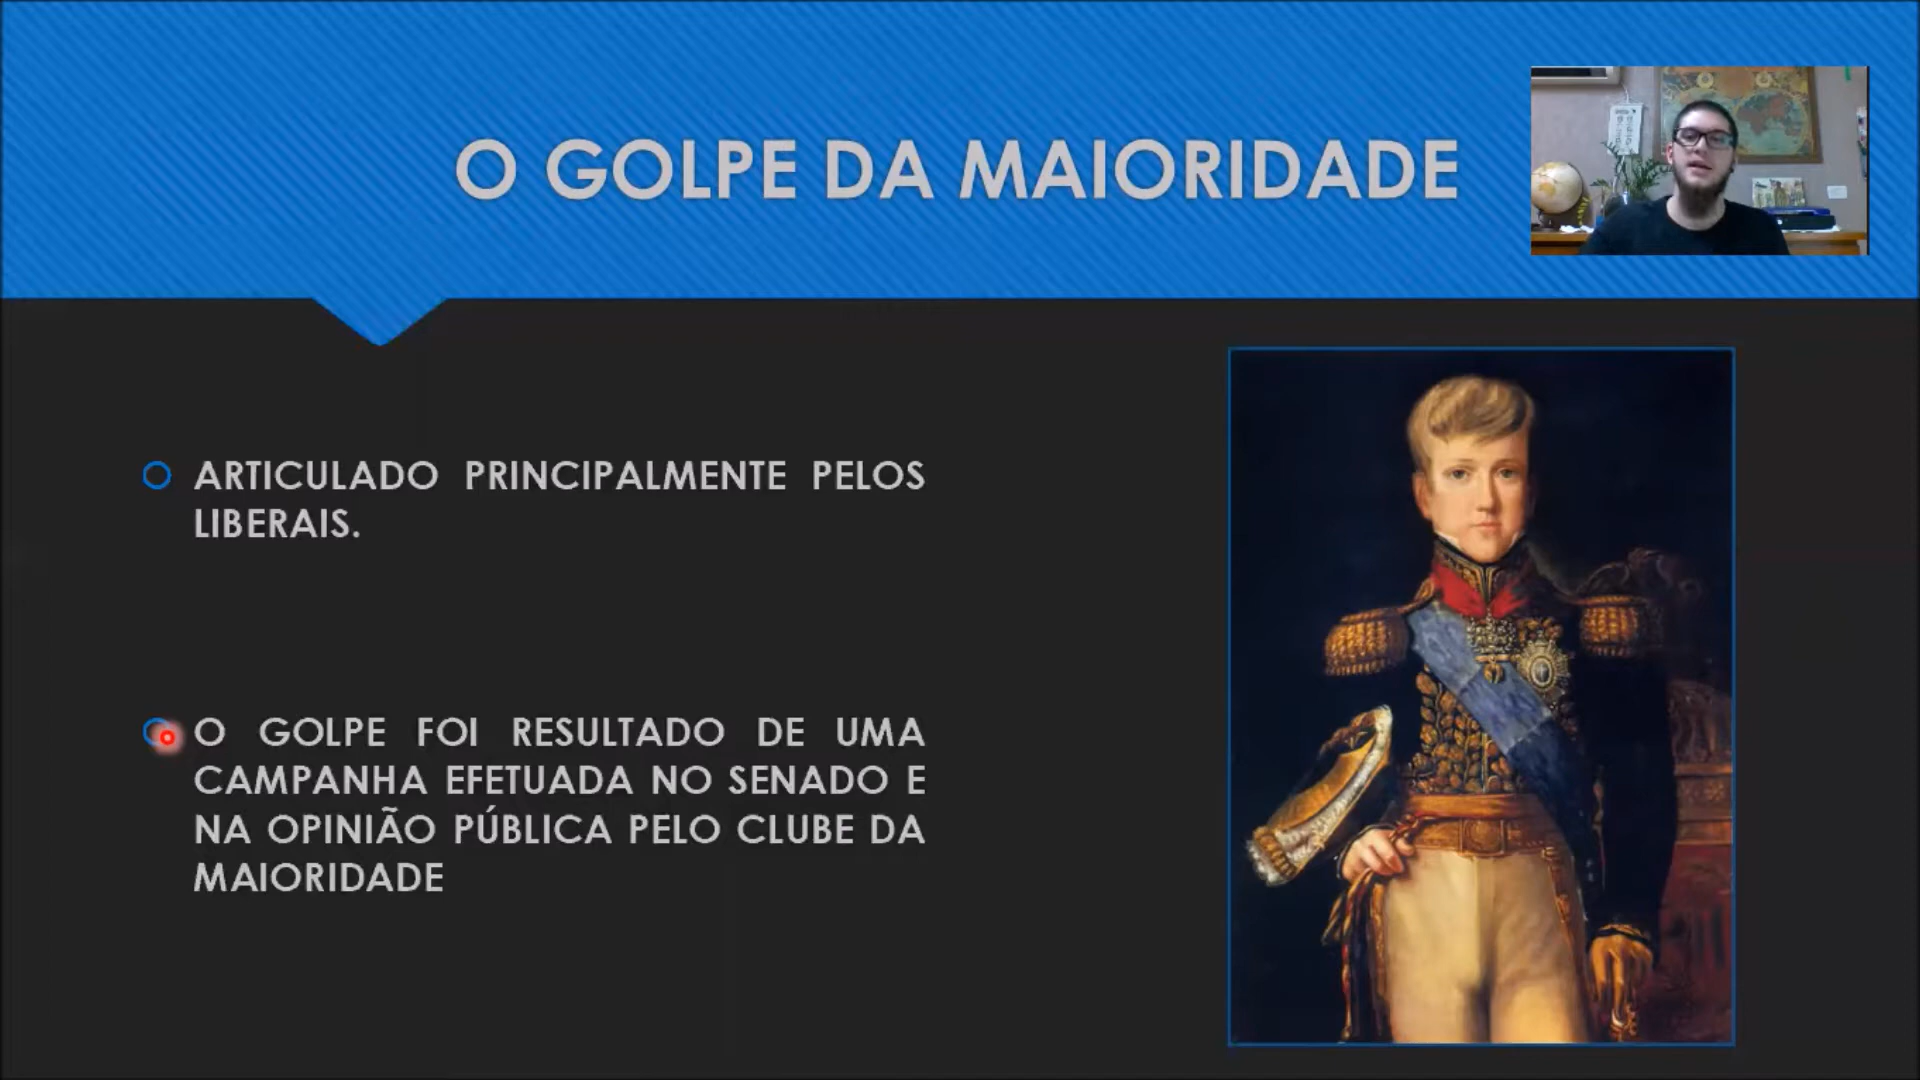 O GOLPE DA MAIORIDADE
ARTICULADO PRINCIPALMENTE PELOS
LIBERAIS.
O GOLPE FOI RESULTADO DE UMA
CAMPANHA EFETUADA NO SENADO E
NA OPINIÃO PÚBLICA PELO CLUBE DA
MAIORIDADE